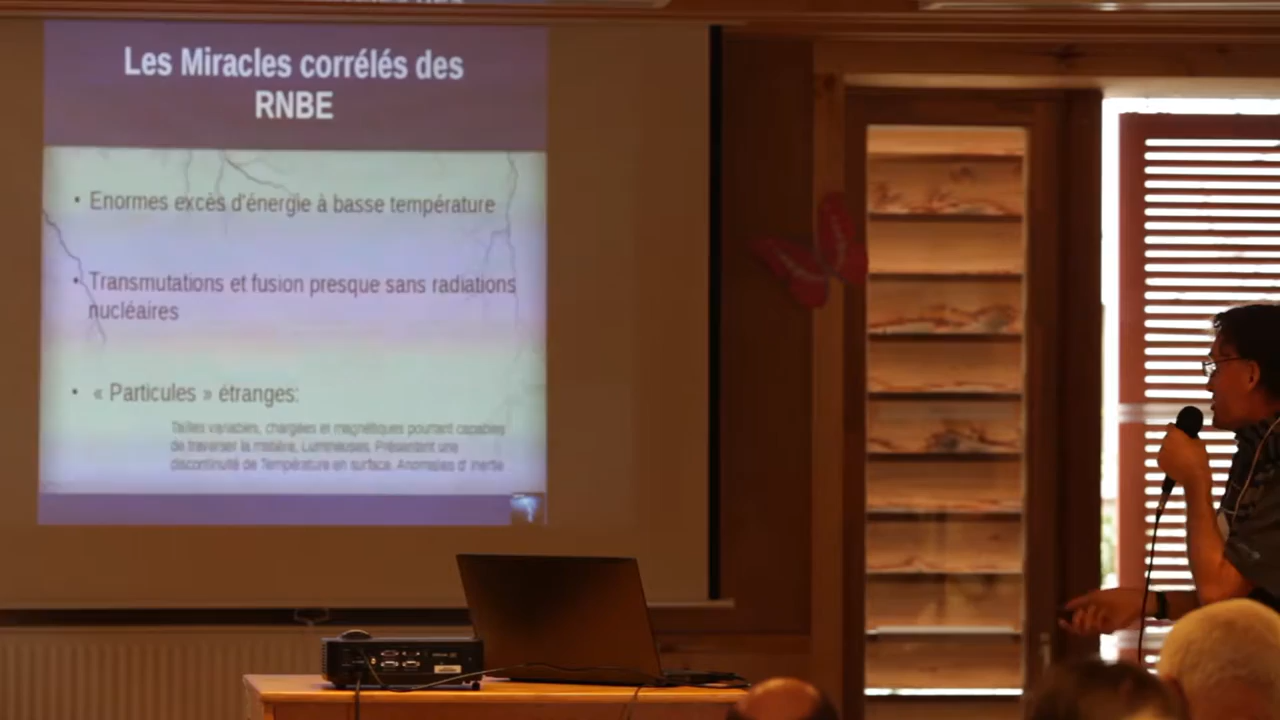 Les Miracles corrélés des
RNBE
• Enormes excès d'énergie à basse température
• Transmutations et fusion presque sans radiations
nucléaires
• « Particules » étranges:
Tailles variables, chargées et magnétiques pourtant capables
de traverser la matière, Lumineuses, Présentant une
discontinuité de Température en surface. Anomalies d' inertie